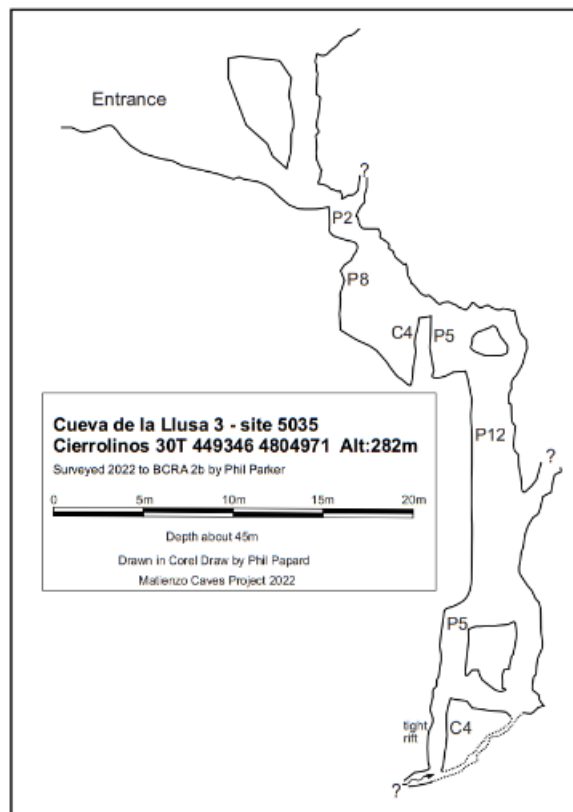 Entrance
?
P2
P8
C4
P5
P12
?
Cueva de la Llusa 3 - site 5035
Cierrolinos 30T 449346 4804971 Alt:282m
Surveyed 2022 to BCRA 2b by Phil Parker
0 5m 10m 15m 20m
Depth about 45m
Drawn in Corel Draw by Phil Papard
Matienzo Caves Project 2022
P5
tight
rift
C4
?